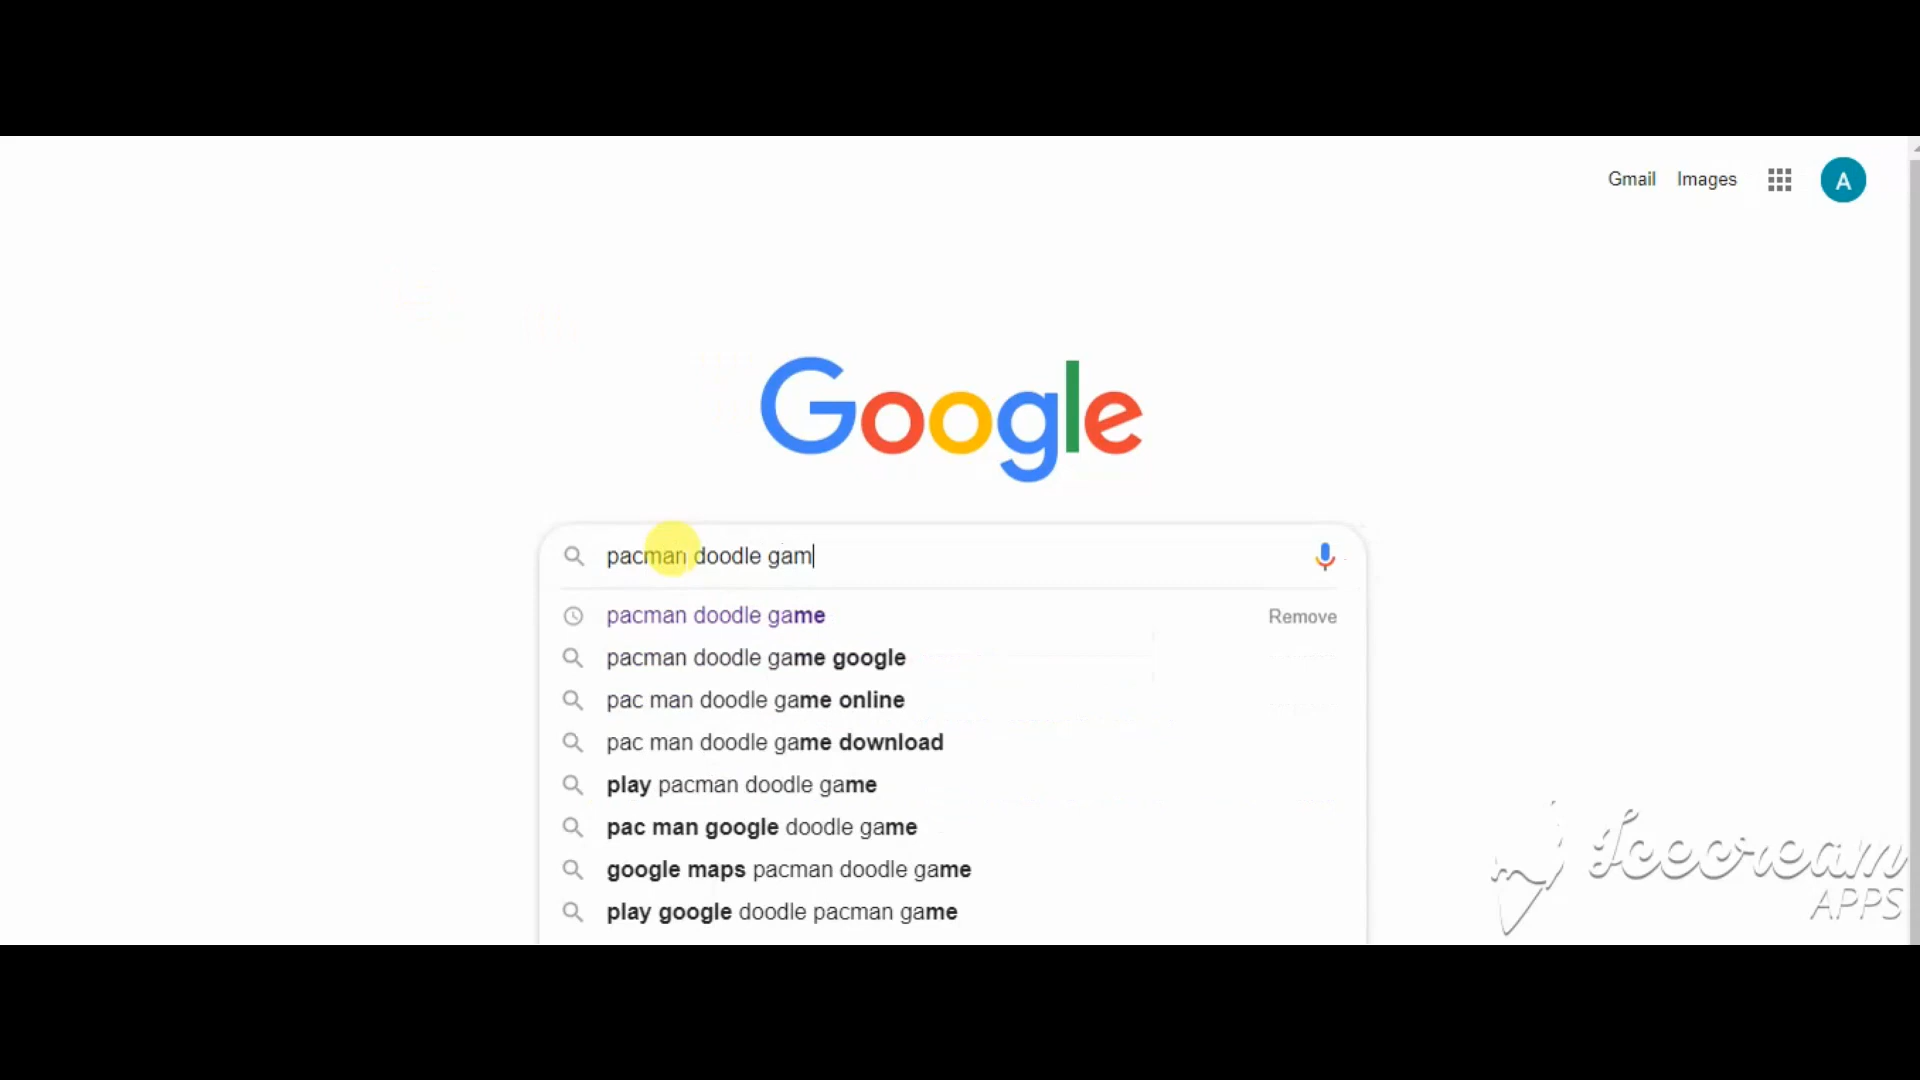 Gmail Images
A
Google
pacman doodle gam
pacman doodle game Remove
pacman doodle game google
pac man doodle game online
pac man doodle game download
play pacman doodle game
pac man google doodle game
google maps pacman doodle game
play google doodle pacman game
Icecream
APPS